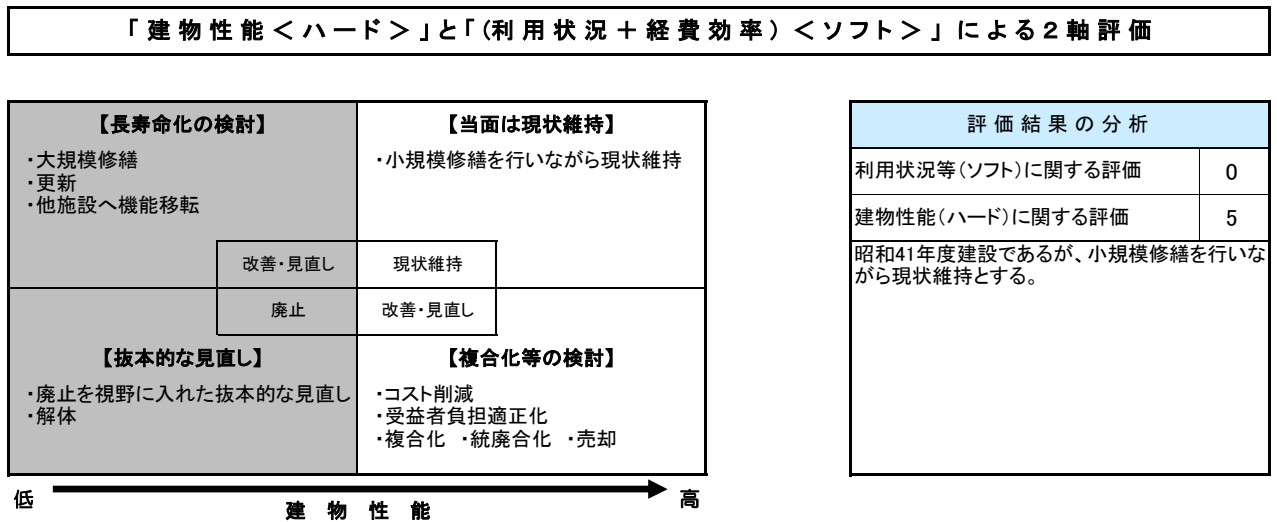 「建物性能＜ハード＞」と「（利用状況＋経費効率）＜ソフト＞」による２軸評価
【長寿命化の検討】
・大規模修繕
・更新
・他施設へ機能移転
【当面は現状維持】
・小規模修繕を行いながら現状維持
改善・見直し
現状維持
廃止
改善・見直し
【抜本的な見直し】
・廃止を視野に入れた抜本的な見直し
・解体
【複合化等の検討】
・コスト削減
・受益者負担適正化
・複合化 ・統廃合化 ・売却
低
高
建物性能
評価結果の分析
利用状況等（ソフト）に関する評価 0
建物性能（ハード）に関する評価 5
昭和41年度建設であるが、小規模修繕を行いな
がら現状維持とする。